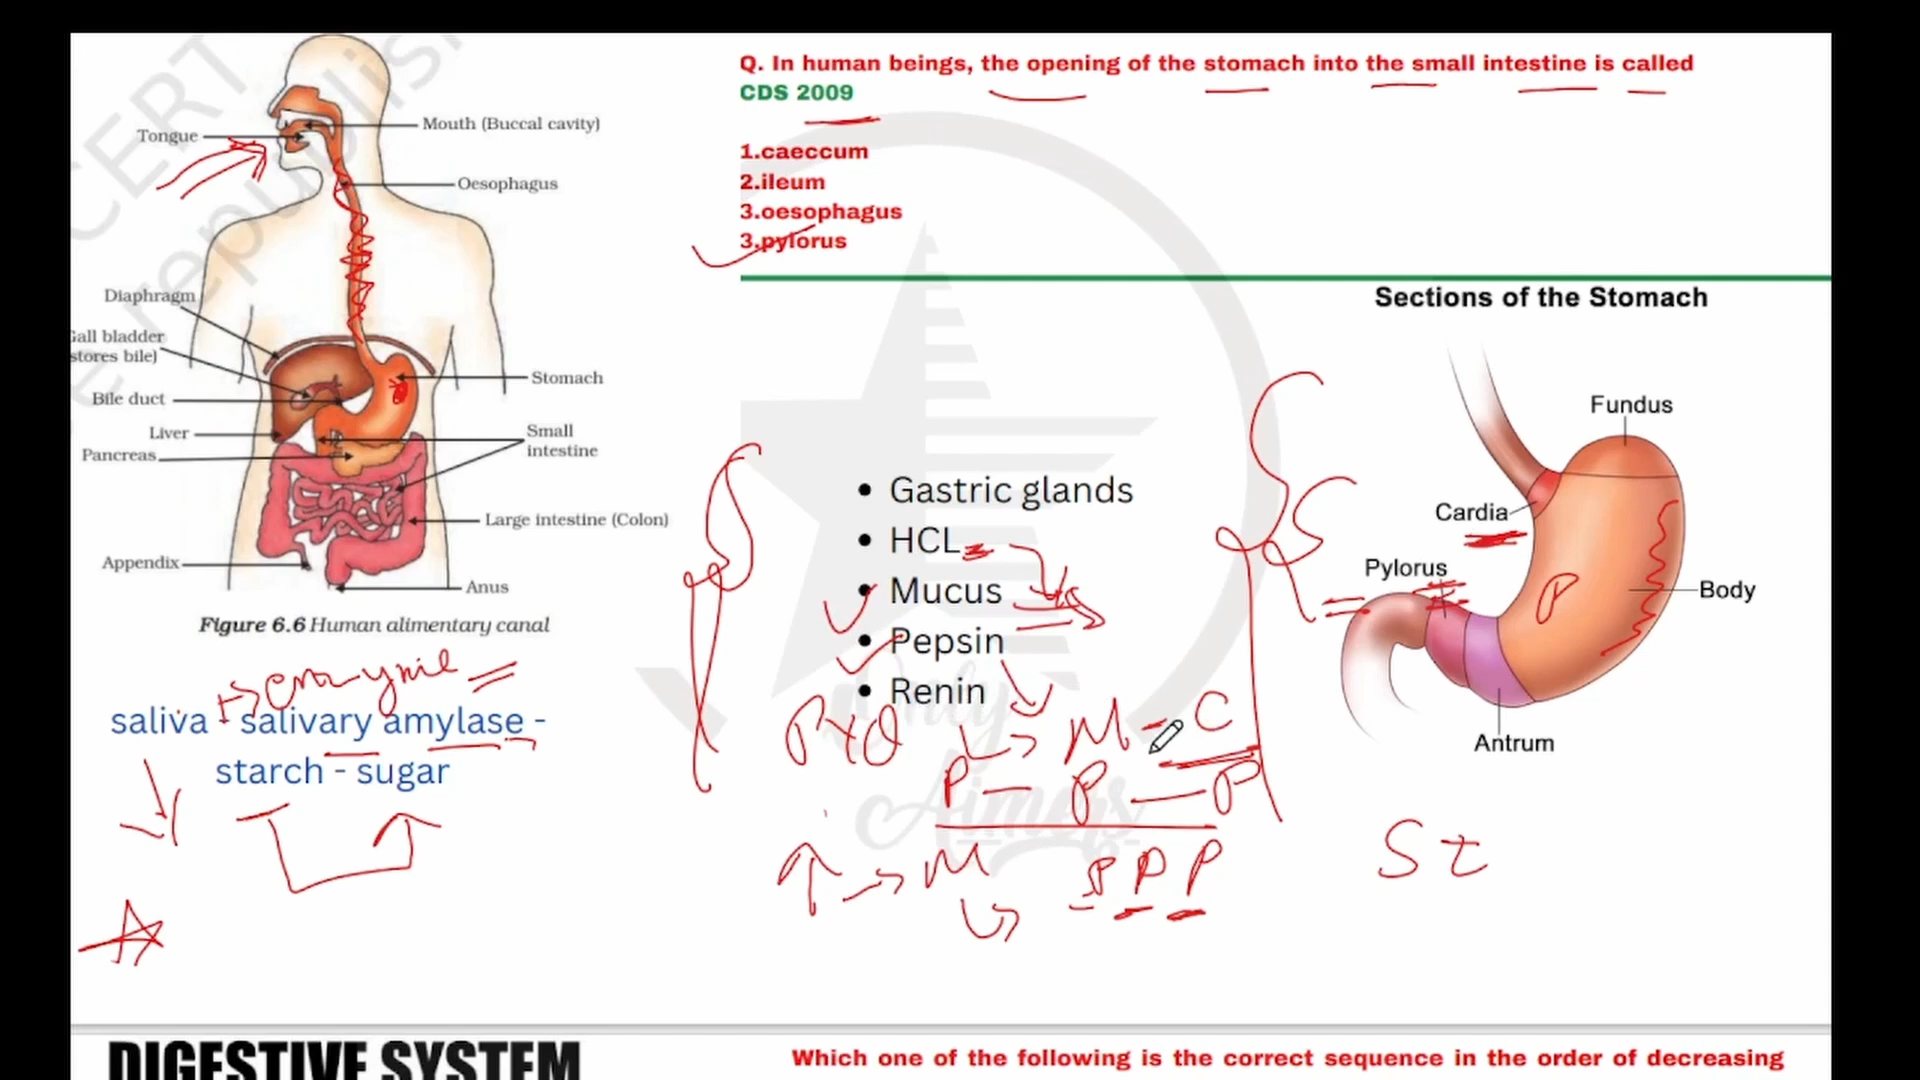 CERT
republis
Q. In human beings, the opening of the stomach into the small intestine is called
CDS 2009
1.caeccum
2.ileum
3.oesophagus
3.pylorus
Tongue
Mouth (Buccal cavity)
Oesophagus
Diaphragm
Gall bladder
stores bile)
Bile duct
Liver
Pancreas
Stomach
Small
intestine
Large intestine (Colon)
Appendix
Anus
Figure 6.6 Human alimentary canal
enzyme
saliva - salivary amylase -
starch - sugar
• Gastric glands
• HCL
• Mucus
• Pepsin
• Renin
M - C
P - P - P
M
P P P
Only
Aimers
Sections of the Stomach
Fundus
Cardia
Pylorus
Body
P
Antrum
DIGESTIVE SYSTEM
Which one of the following is the correct sequence in the order of decreasing